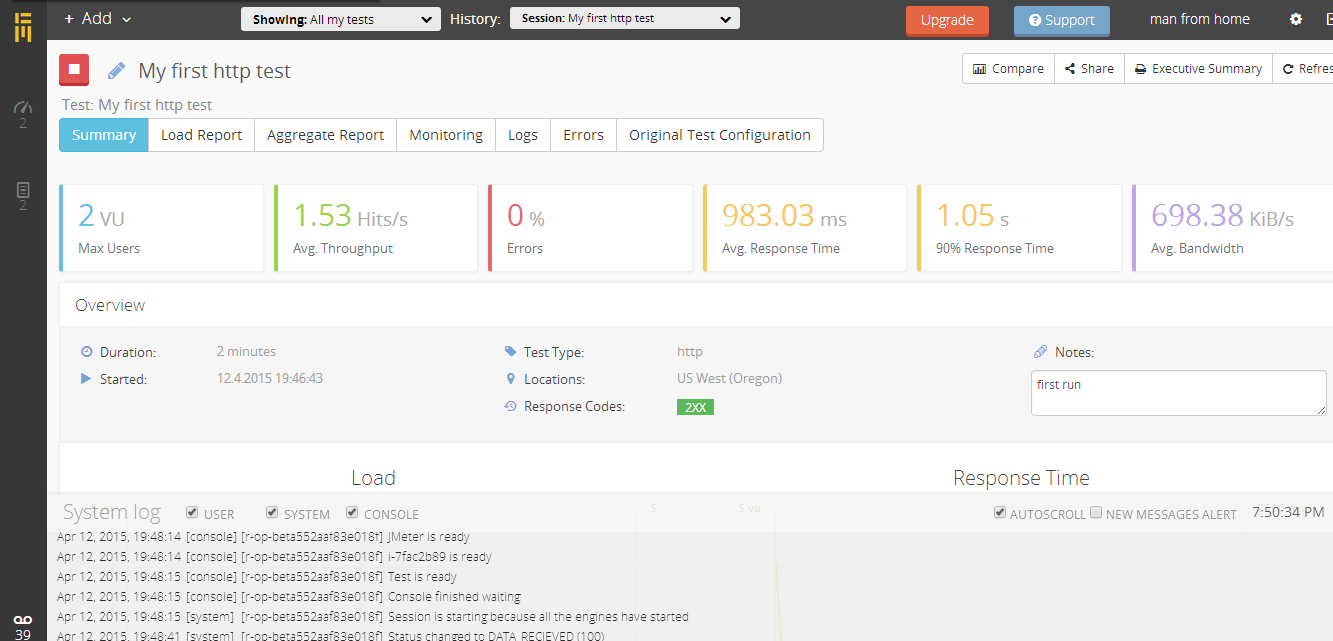 + Add
Showing: All my tests
History:
Session: My first http test
Upgrade
Support
man from home
My first http test
Compare
Share
Executive Summary
Test: My first http test
Summary
Load Report
Aggregate Report
Monitoring
Logs
Errors
Original Test Configuration
2
2
2 VU
Max Users
1.53 Hits/s
Avg. Throughput
0 %
Errors
983.03 ms
Avg. Response Time
1.05 s
90% Response Time
698.38 KiB/s
Avg. Bandwidth
Overview
Duration: 2 minutes
Started: 12.4.2015 19:46:43
Test Type: http
Locations: US West (Oregon)
Response Codes: 2XX
Notes:
first run
Load
Response Time
5
5 vu
System log
USER
SYSTEM
CONSOLE
AUTOSCROLL
NEW MESSAGES ALERT
7:50:34 PM
Apr 12, 2015, 19:48:14 [console] [r-op-beta552aaf83e018f] JMeter is ready
Apr 12, 2015, 19:48:14 [console] [r-op-beta552aaf83e018f] i-7fac2b89 is ready
Apr 12, 2015, 19:48:15 [console] [r-op-beta552aaf83e018f] Test is ready
Apr 12, 2015, 19:48:15 [console] [r-op-beta552aaf83e018f] Console finished waiting
Apr 12, 2015, 19:48:15 [system] [r-op-beta552aaf83e018f] Session is starting because all the engines have started
Apr 12, 2015, 19:48:41 [system] [r-op-beta552aaf83e018f] Status changed to DATA_RECIEVED (100)
39